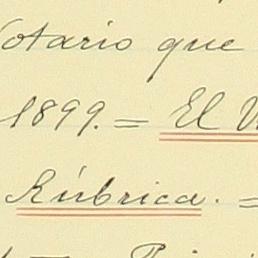 Notario que
1899. = El V
Rúbrica. =